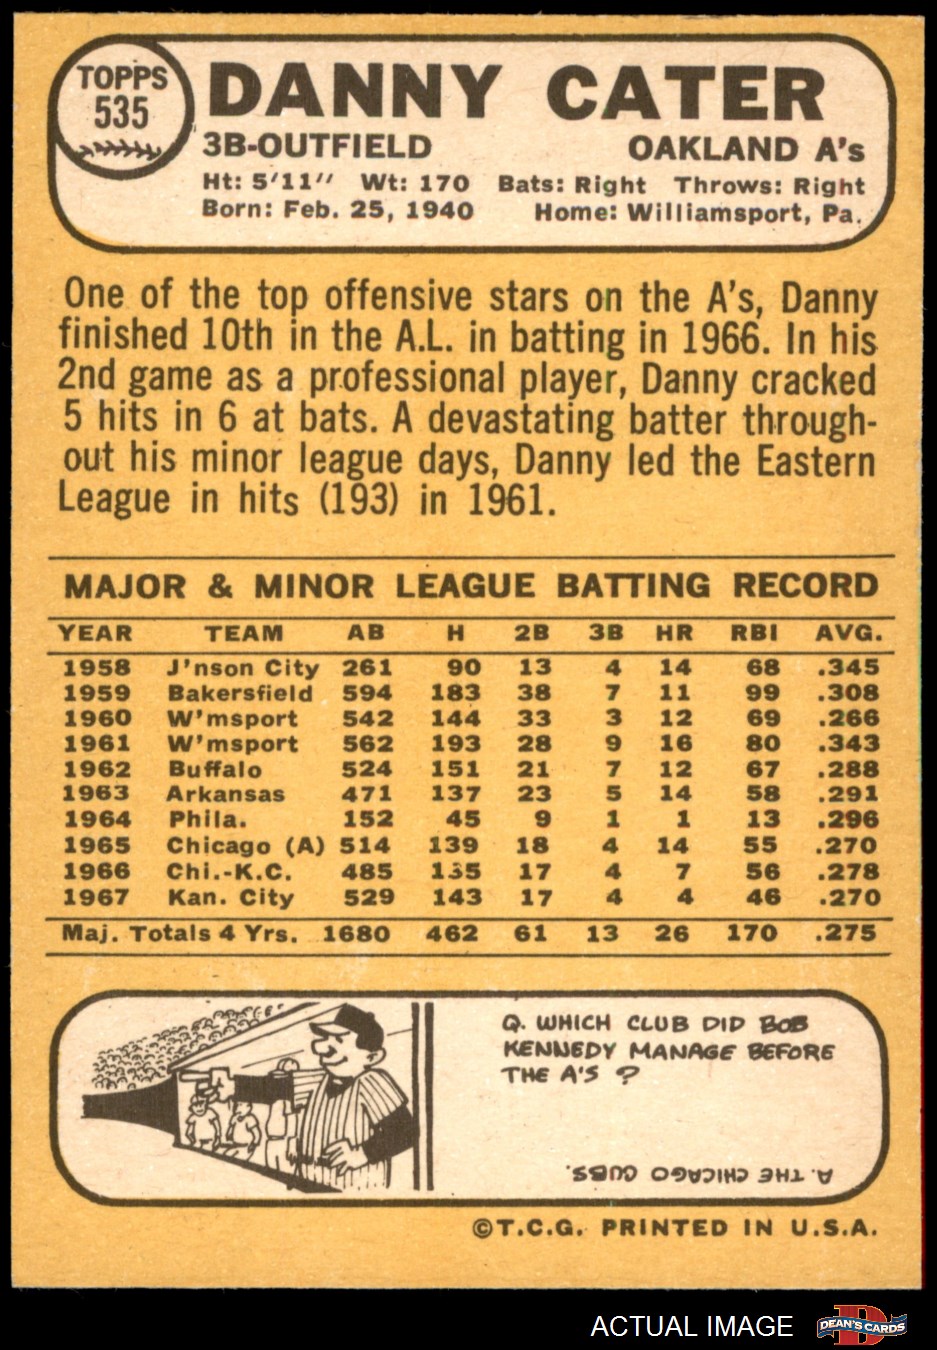 TOPPS
535
DANNY CATER
3B-OUTFIELD OAKLAND A's
Ht: 5'11" Wt: 170 Bats: Right Throws: Right
Born: Feb. 25, 1940 Home: Williamsport, Pa.
One of the top offensive stars on the A's, Danny
finished 10th in the A.L. in batting in 1966. In his
2nd game as a professional player, Danny cracked
5 hits in 6 at bats. A devastating batter through-
out his minor league days, Danny led the Eastern
League in hits (193) in 1961.
MAJOR & MINOR LEAGUE BATTING RECORD
YEAR TEAM AB H 2B 3B HR RBI AVG.
1958 J'nson City 261 90 13 4 14 68 .345
1959 Bakersfield 594 183 38 7 11 99 .308
1960 W'msport 542 144 33 3 12 69 .266
1961 W'msport 562 193 28 9 16 80 .343
1962 Buffalo 524 151 21 7 12 67 .288
1963 Arkansas 471 137 23 5 14 58 .291
1964 Phila. 152 45 9 1 1 13 .296
1965 Chicago (A) 514 139 18 4 14 55 .270
1966 Chi.-K.C. 485 135 17 4 7 56 .278
1967 Kan. City 529 143 17 4 4 46 .270
Maj. Totals 4 Yrs. 1680 462 61 13 26 170 .275
Q. WHICH CLUB DID BOB
KENNEDY MANAGE BEFORE
THE A'S ?
A. THE CHICAGO CUBS.
©T.C.G. PRINTED IN U.S.A.
ACTUAL IMAGE
DEAN'S CARDS